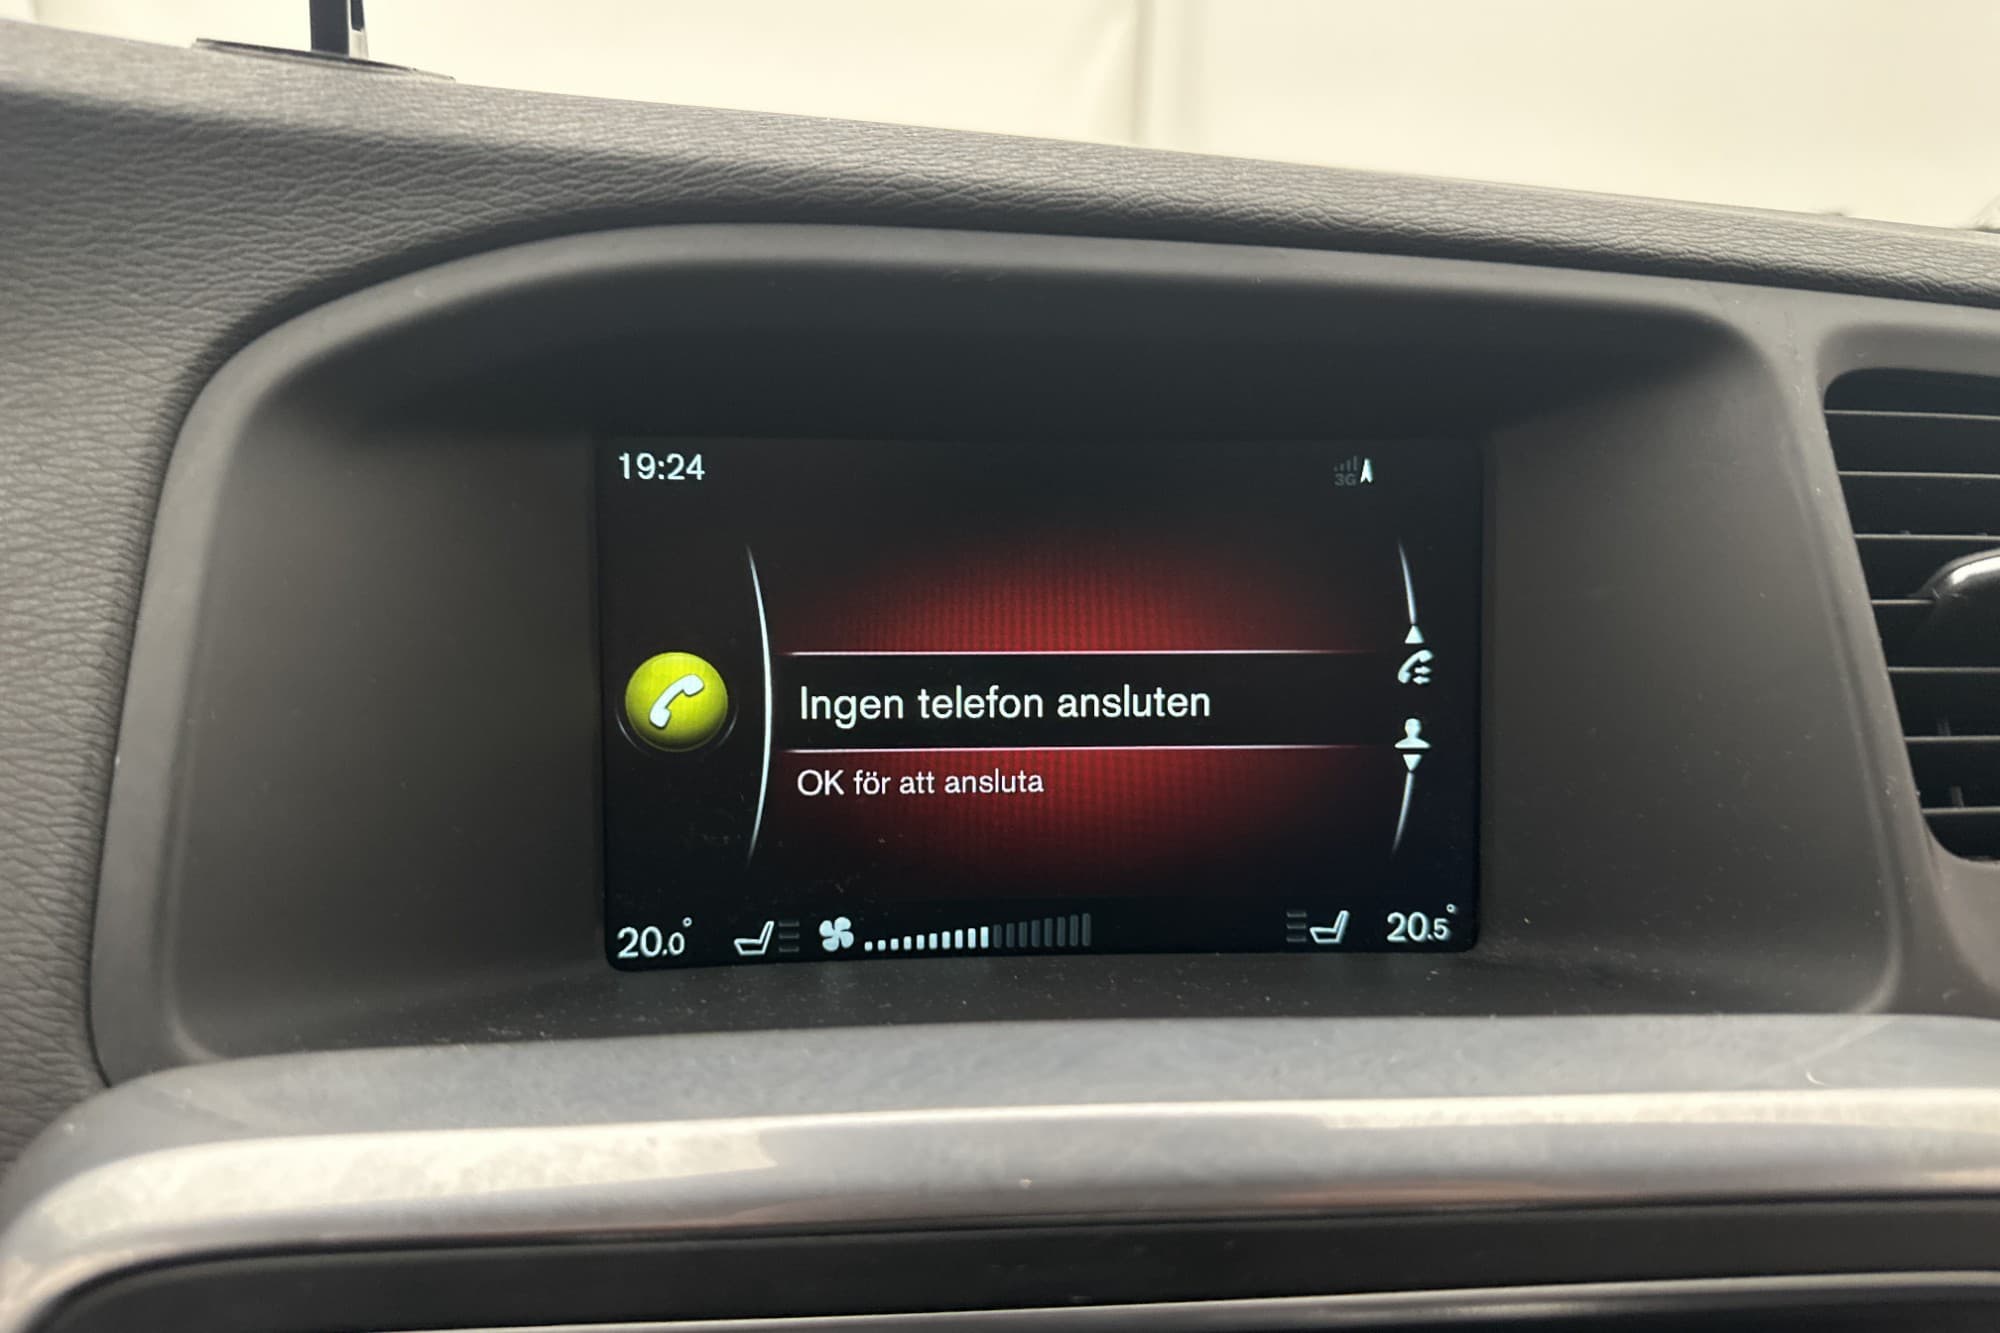 19:24
3G
Ingen telefon ansluten
OK för att ansluta
20.0° 20.5°